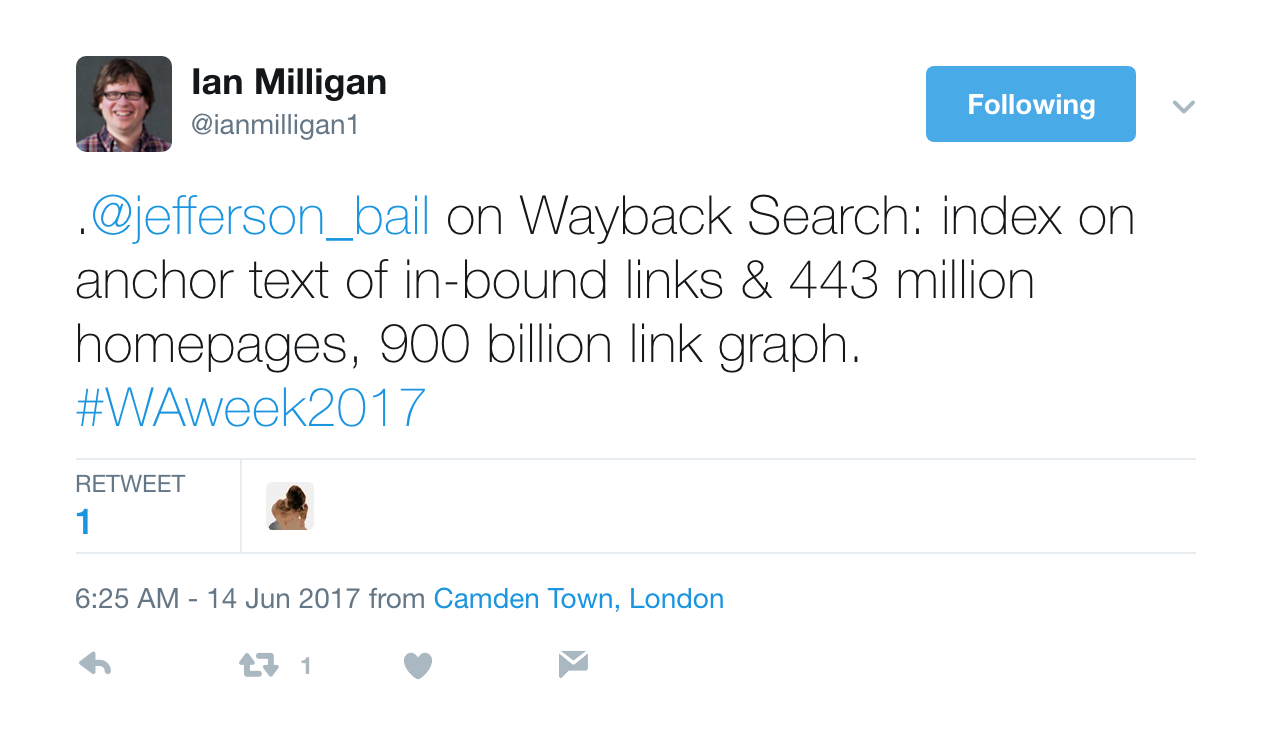 Ian Milligan
@ianmilligan1
Following
.@jefferson_bail on Wayback Search: index on
anchor text of in-bound links & 443 million
homepages, 900 billion link graph.
#WAweek2017
RETWEET
1
6:25 AM - 14 Jun 2017 from Camden Town, London
1